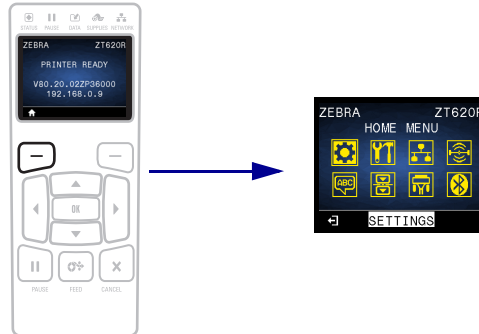 STATUS PAUSE DATA SUPPLIES NETWORK
ZEBRA ZT620R
PRINTER READY
V80.20.02ZP36000
192.168.0.9
OK
PAUSE FEED CANCEL
ZEBRA ZT620R
HOME MENU
ABC
SETTINGS